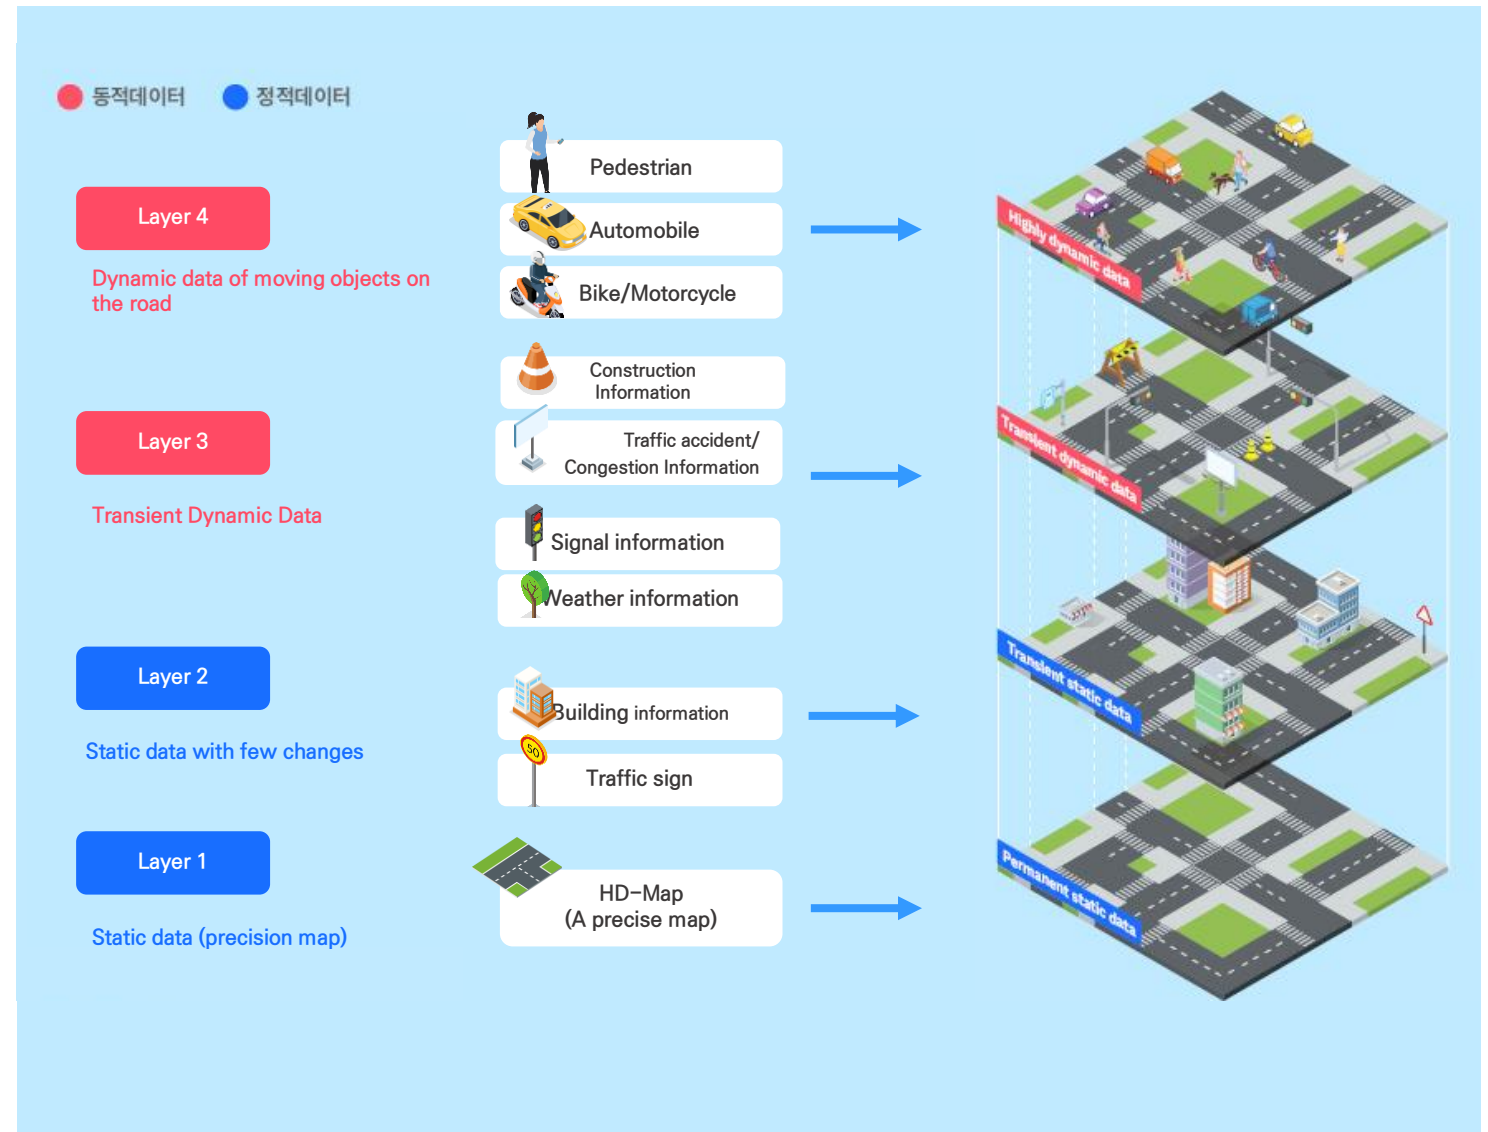 동적데이터 정적데이터
Layer 4
Dynamic data of moving objects on
the road
Pedestrian
Automobile
Bike/Motorcycle
Highly dynamic data
Layer 3
Transient Dynamic Data
Construction
Information
Traffic accident/
Congestion Information
Signal information
Weather information
Transient dynamic data
Layer 2
Static data with few changes
Building information
50
Traffic sign
Transient static data
Layer 1
Static data (precision map)
HD-Map
(A precise map)
Permanent static data